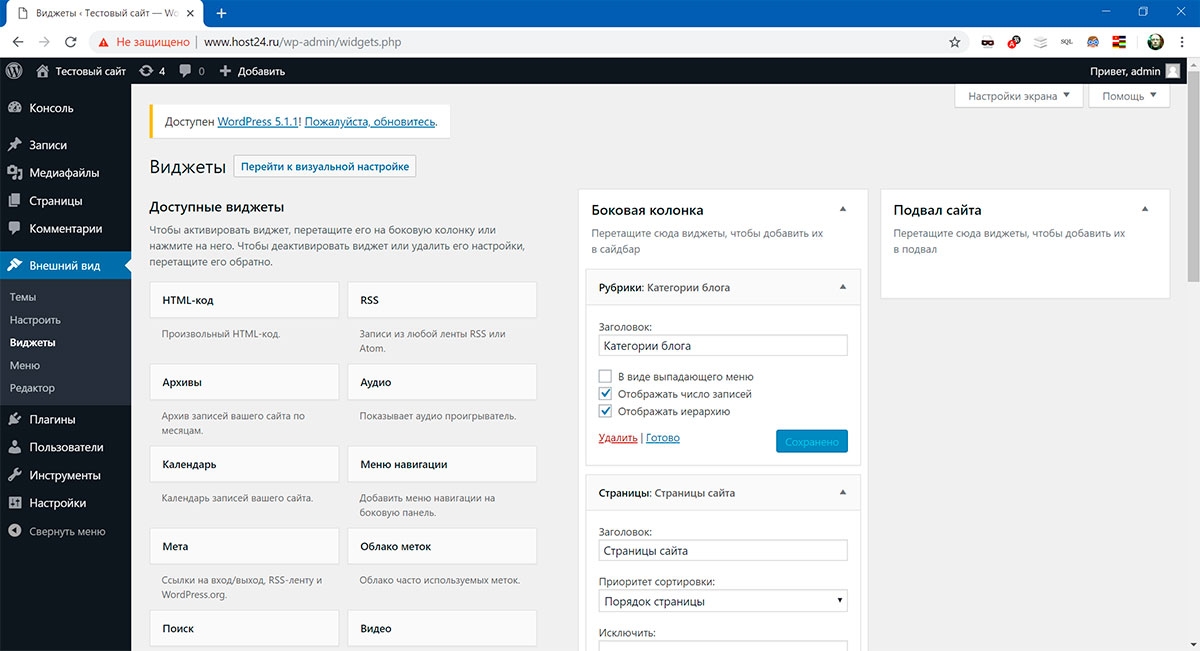 Виджеты ‹ Тестовый сайт — Wo
Не защищено
www.host24.ru/wp-admin/widgets.php
SQL
Тестовый сайт
4
0
Добавить
Привет, admin
Консоль
Записи
Медиафайлы
Страницы
Комментарии
Внешний вид
Темы
Настроить
Виджеты
Меню
Редактор
Плагины
Пользователи
Инструменты
Настройки
Свернуть меню
Настройки экрана
Помощь
Доступен WordPress 5.1.1! Пожалуйста, обновитесь.
Виджеты
Перейти к визуальной настройке
Доступные виджеты
Чтобы активировать виджет, перетащите его на боковую колонку или
нажмите на него. Чтобы деактивировать виджет или удалить его настройки,
перетащите его обратно.
HTML-код
Произвольный HTML-код.
RSS
Записи из любой ленты RSS или
Atom.
Архивы
Архив записей вашего сайта по
месяцам.
Аудио
Показывает аудио проигрыватель.
Календарь
Календарь записей вашего сайта.
Меню навигации
Добавить меню навигации на
боковую панель.
Мета
Ссылки на вход/выход, RSS-ленту и
WordPress.org.
Облако меток
Облако часто используемых меток.
Поиск
Видео
Боковая колонка
Перетащите сюда виджеты, чтобы добавить их
в сайдбар
Рубрики: Категории блога
Заголовок:
Категории блога
В виде выпадающего меню
Отображать число записей
Отображать иерархию
Удалить | Готово
Сохранено
Страницы: Страницы сайта
Заголовок:
Страницы сайта
Приоритет сортировки:
Порядок страницы
Исключить:
Подвал сайта
Перетащите сюда виджеты, чтобы добавить их
в подвал